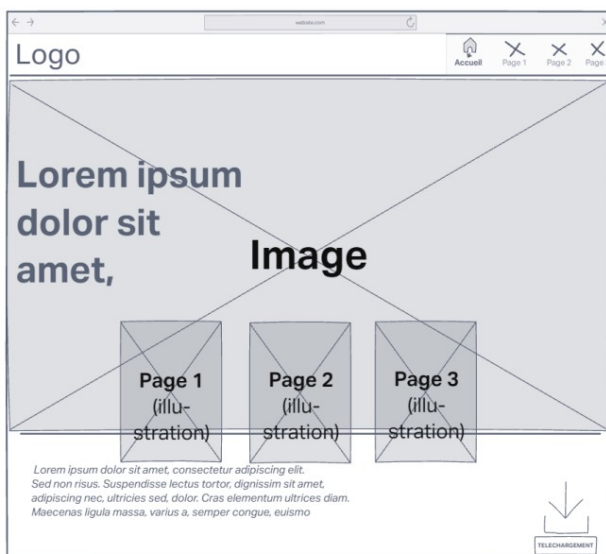 website.com
Logo
Accueil
Page 1
Page 2
Page
Lorem ipsum
dolor sit
amet,
Image
Page 1
(illu-
stration)
Page 2
(illu-
stration)
Page 3
(illu-
stration)
Lorem ipsum dolor sit amet, consectetur adipiscing elit.
Sed non risus. Suspendisse lectus tortor, dignissim sit amet,
adipiscing nec, ultricies sed, dolor. Cras elementum ultrices diam.
Maecenas ligula massa, varius a, semper congue, euismo
TELECHARGEMENT